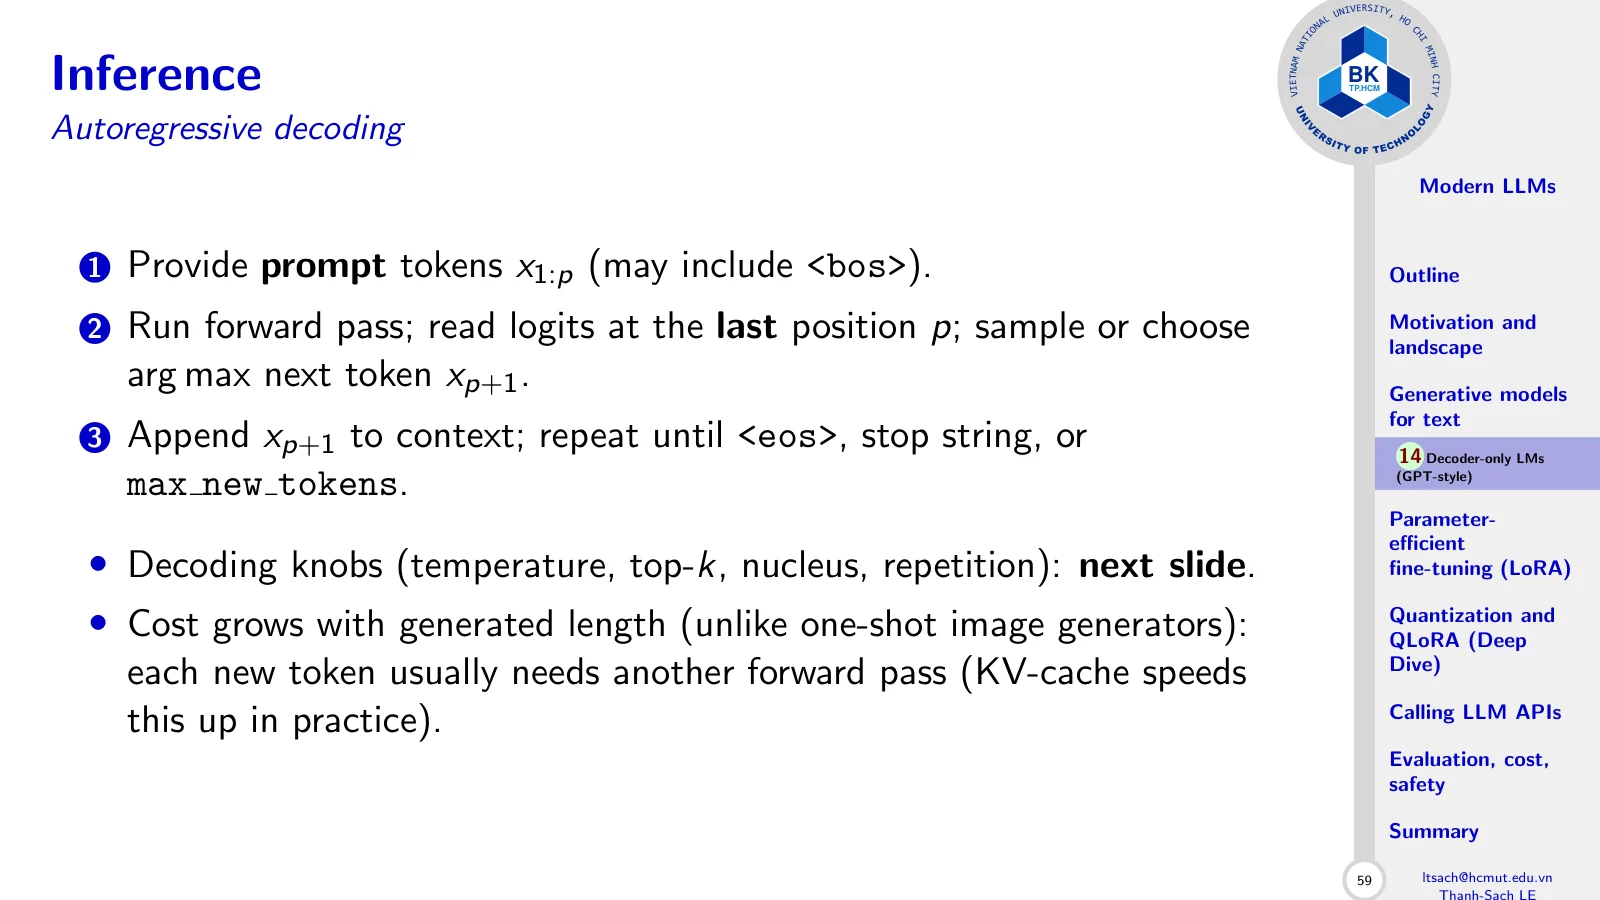 Inference
Autoregressive decoding
1 Provide prompt tokens x1:p (may include <bos>).
2 Run forward pass; read logits at the last position p; sample or choose
arg max next token xp+1.
3 Append xp+1 to context; repeat until <eos>, stop string, or
max_new_tokens.
• Decoding knobs (temperature, top-k, nucleus, repetition): next slide.
• Cost grows with generated length (unlike one-shot image generators):
each new token usually needs another forward pass (KV-cache speeds
this up in practice).
VIETNAM NATIONAL UNIVERSITY, HO CHI MINH CITY
BK
TP.HCM
UNIVERSITY OF TECHNOLOGY
Modern LLMs
Outline
Motivation and
landscape
Generative models
for text
14 Decoder-only LMs
(GPT-style)
Parameter-
efficient
fine-tuning (LoRA)
Quantization and
QLoRA (Deep
Dive)
Calling LLM APIs
Evaluation, cost,
safety
Summary
59
ltsach@hcmut.edu.vn
Thanh-Sach LE